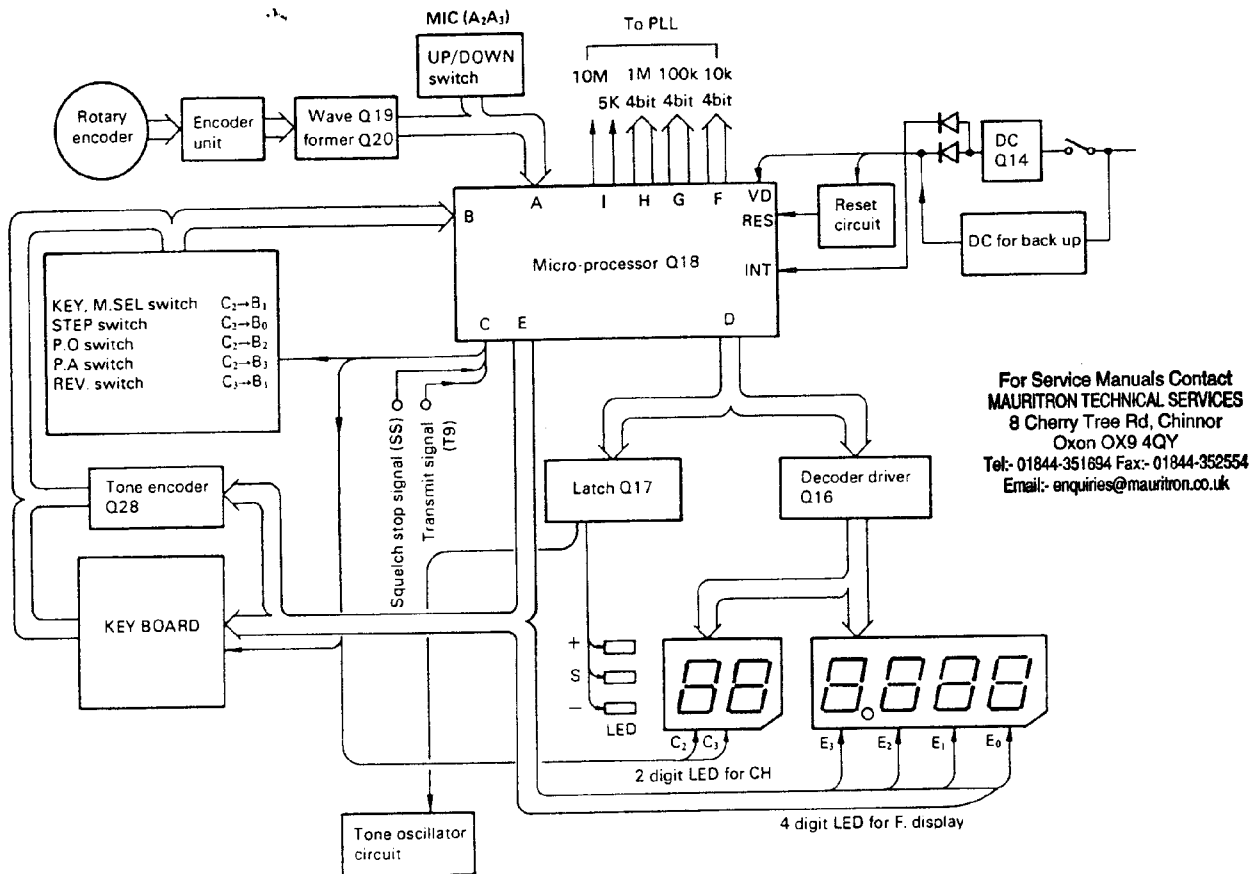 MIC (A₂A₃)
UP/DOWN
switch
To PLL
10M 1M 100k 10k
5K 4bit 4bit 4bit
Rotary
encoder
Encoder
unit
Wave Q19
former Q20
DC
Q14
Reset
circuit
DC for back up
B A I H G F VD
RES
Micro-processor Q18
INT
C E D
KEY, M.SEL switch C₂→B₁
STEP switch C₂→B₀
P.O switch C₂→B₂
P.A switch C₂→B₃
REV. switch C₃→B₁
Squelch stop signal (SS)
Transmit signal
(T9)
For Service Manuals Contact
MAURITRON TECHNICAL SERVICES
8 Cherry Tree Rd, Chinnor
Oxon OX9 4QY
Tel:- 01844-351694 Fax:- 01844-352554
Email:- enquiries@mauritron.co.uk
Tone encoder
Q28
Latch Q17
Decoder driver
Q16
KEY BOARD
+
S
−
LED
88
8.888
C₂ C₃
E₃ E₂ E₁ E₀
2 digit LED for CH
4 digit LED for F. display
Tone oscillator
circuit